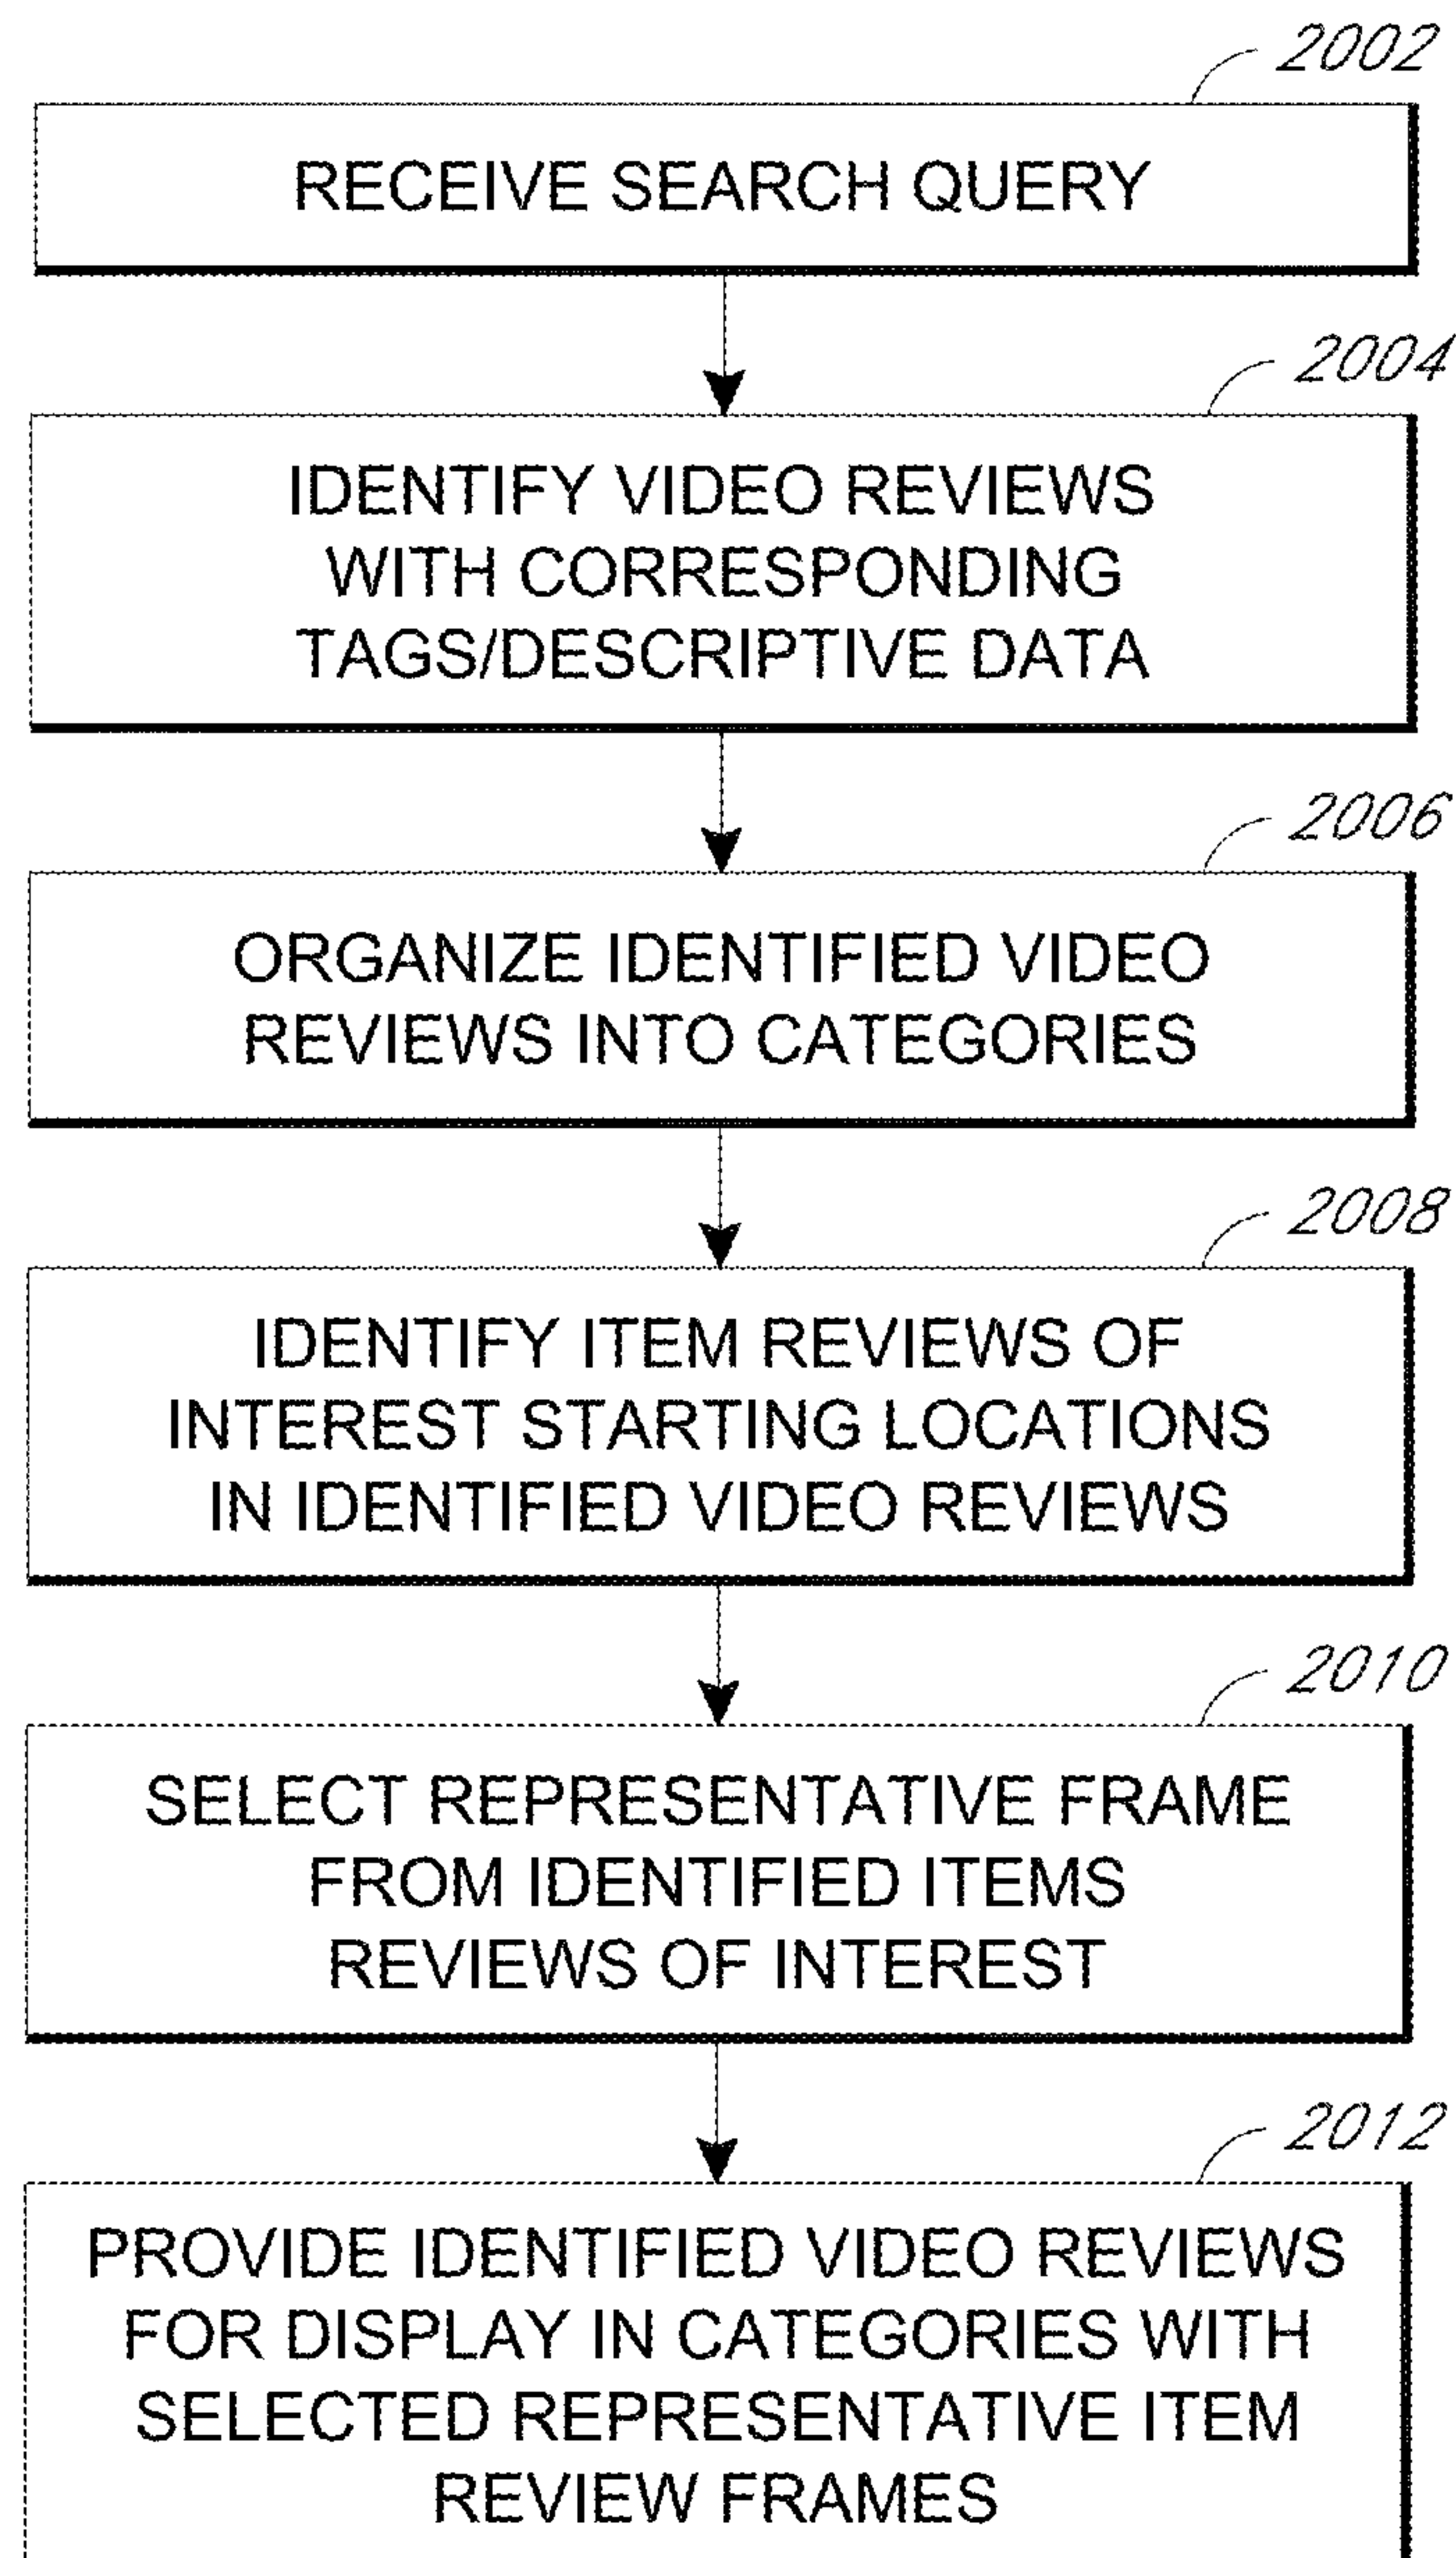 2002
RECEIVE SEARCH QUERY
2004
IDENTIFY VIDEO REVIEWS
WITH CORRESPONDING
TAGS/DESCRIPTIVE DATA
2006
ORGANIZE IDENTIFIED VIDEO
REVIEWS INTO CATEGORIES
2008
IDENTIFY ITEM REVIEWS OF
INTEREST STARTING LOCATIONS
IN IDENTIFIED VIDEO REVIEWS
2010
SELECT REPRESENTATIVE FRAME
FROM IDENTIFIED ITEMS
REVIEWS OF INTEREST
2012
PROVIDE IDENTIFIED VIDEO REVIEWS
FOR DISPLAY IN CATEGORIES WITH
SELECTED REPRESENTATIVE ITEM
REVIEW FRAMES